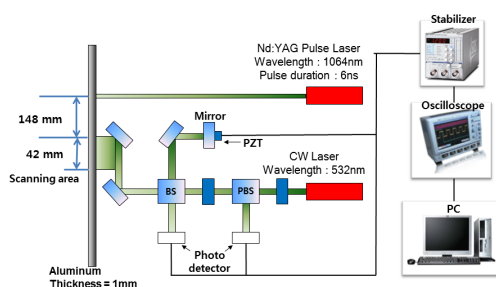 Stabilizer
Nd:YAG Pulse Laser
Wavelength : 1064nm
Pulse duration : 6ns
Oscilloscope
148 mm
Mirror
PZT
42 mm
CW Laser
Wavelength : 532nm
Scanning area
BS
PBS
PC
Photo
detector
Aluminum
Thickness = 1mm